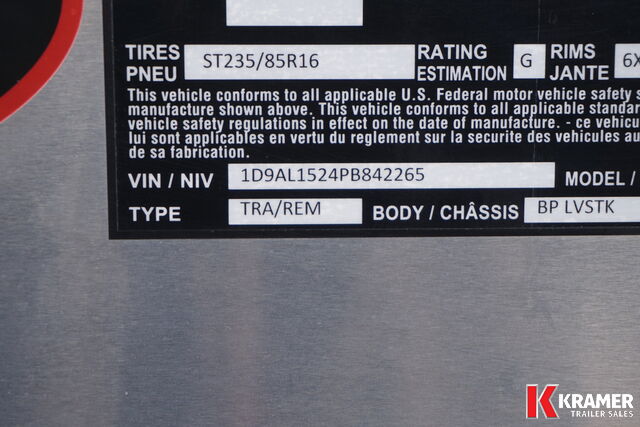 TIRES PNEU ST235/85R16 RATING ESTIMATION G RIMS JANTE 6X
This vehicle conforms to all applicable U.S. Federal motor vehicle safety s
manufacture shown above. This vehicle conforms to all applicable standar
vehicle safety regulations in effect on the date of manufacture. - ce vehicu
lui sont applicables en vertu du reglement sur la securite des vehicules au
de sa fabrication.
VIN / NIV 1D9AL1524PB842265 MODEL /
TYPE TRA/REM BODY / CHÂSSIS BP LVSTK
KRAMER
TRAILER SALES